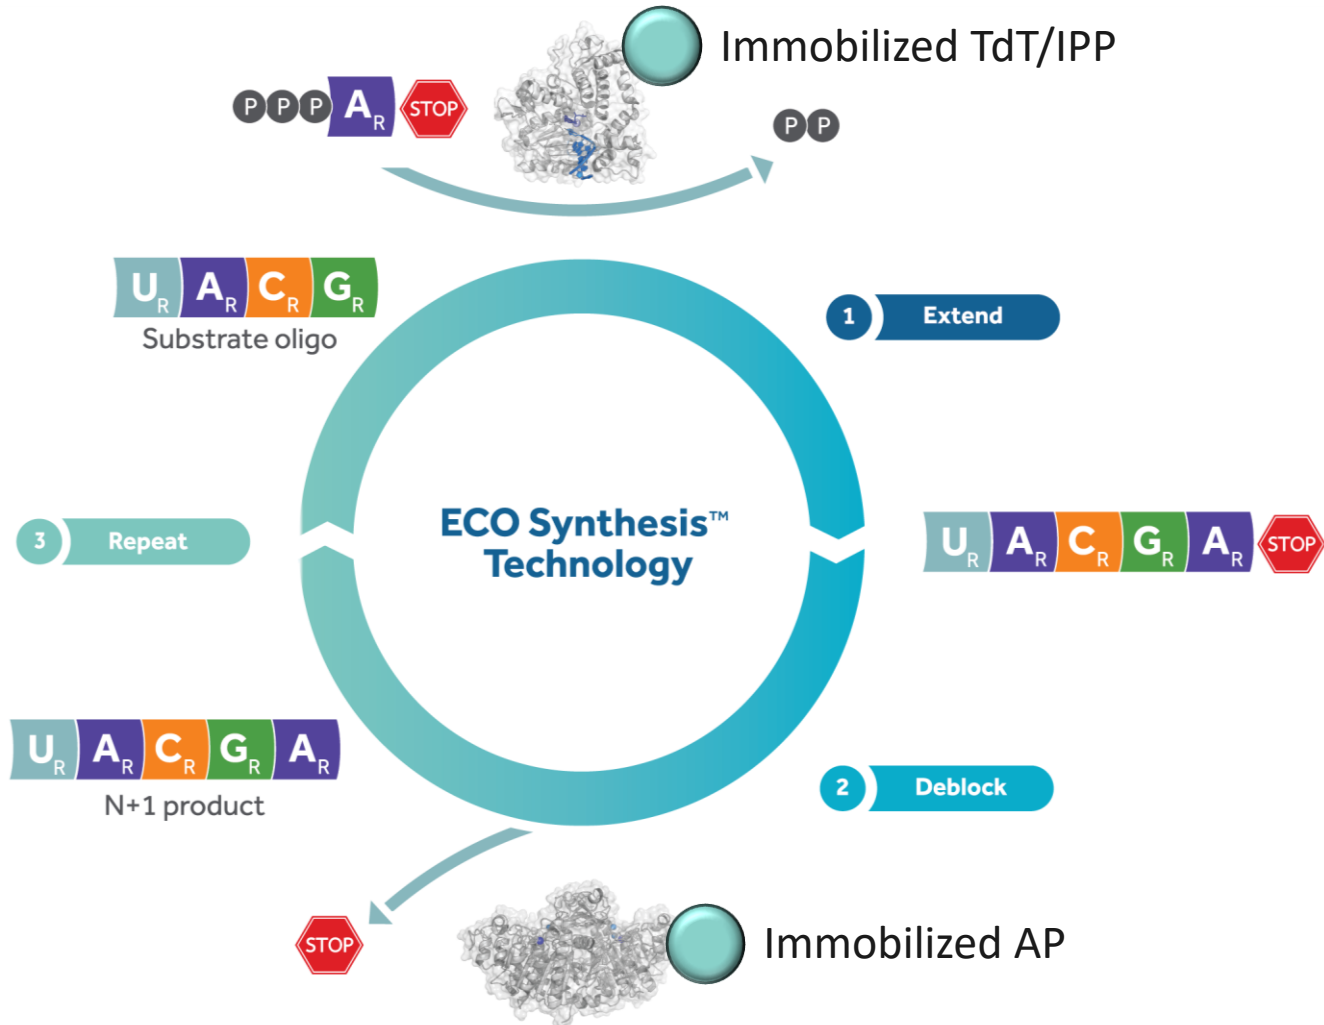 Immobilized TdT/IPP
P P P A R STOP
P P
U R A R C R G R
Substrate oligo
1 Extend
ECO Synthesis™
Technology
3 Repeat
U R A R C R G R A R STOP
U R A R C R G R A R
N+1 product
2 Deblock
STOP
Immobilized AP